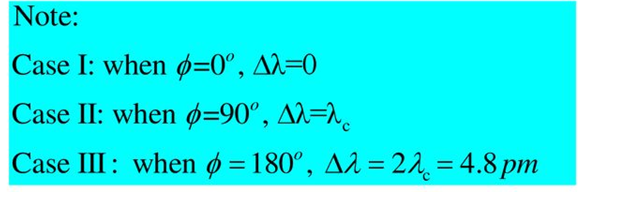 Note:
Case I: when ϕ=0°, Δλ=0
Case II: when ϕ=90°, Δλ=λc
Case III : when ϕ = 180°, Δλ = 2λc = 4.8 pm